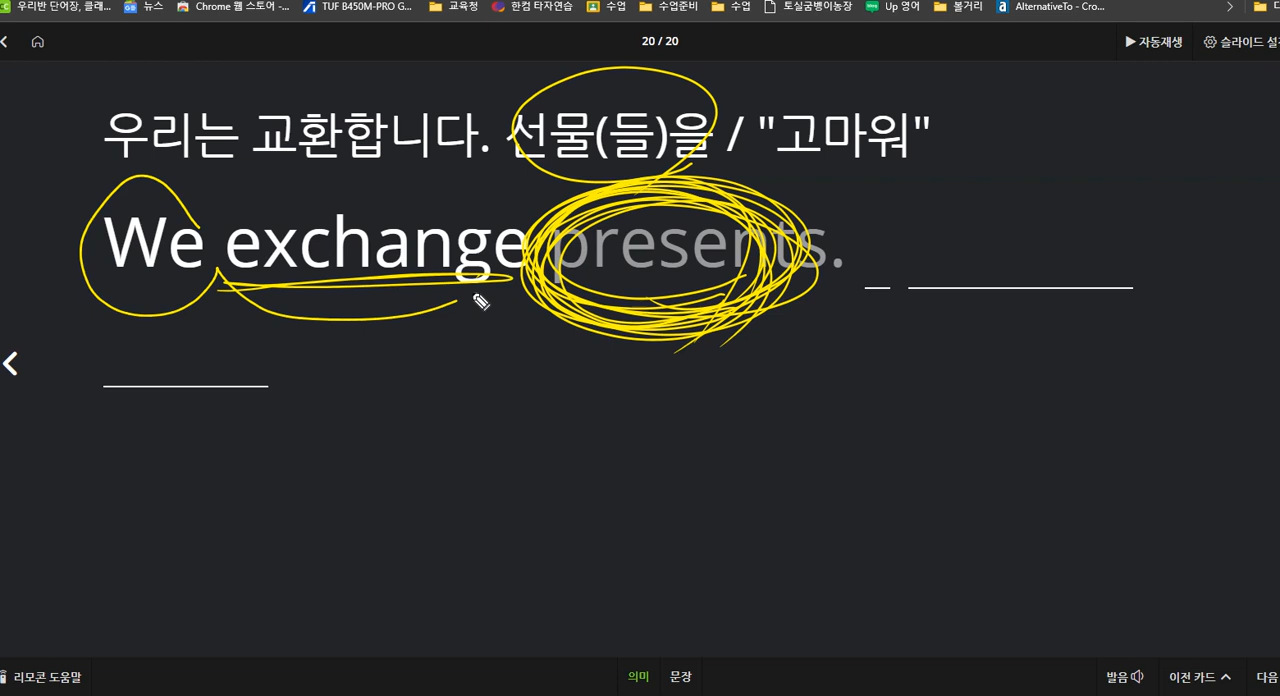 우리반 단어장, 클래... 뉴스 Chrome 웹 스토어 -... TUF B450M-PRO G... 교육청 한컴 타자연습 수업 수업준비 수업 토실굼벵이농장 Up 영어 볼거리 AlternativeTo - Cro...
20 / 20 자동재생 슬라이드 설
우리는 교환합니다. 선물(들)을 / "고마워"
We exchange presents.
리모콘 도움말 의미 문장 발음 이전 카드 다음